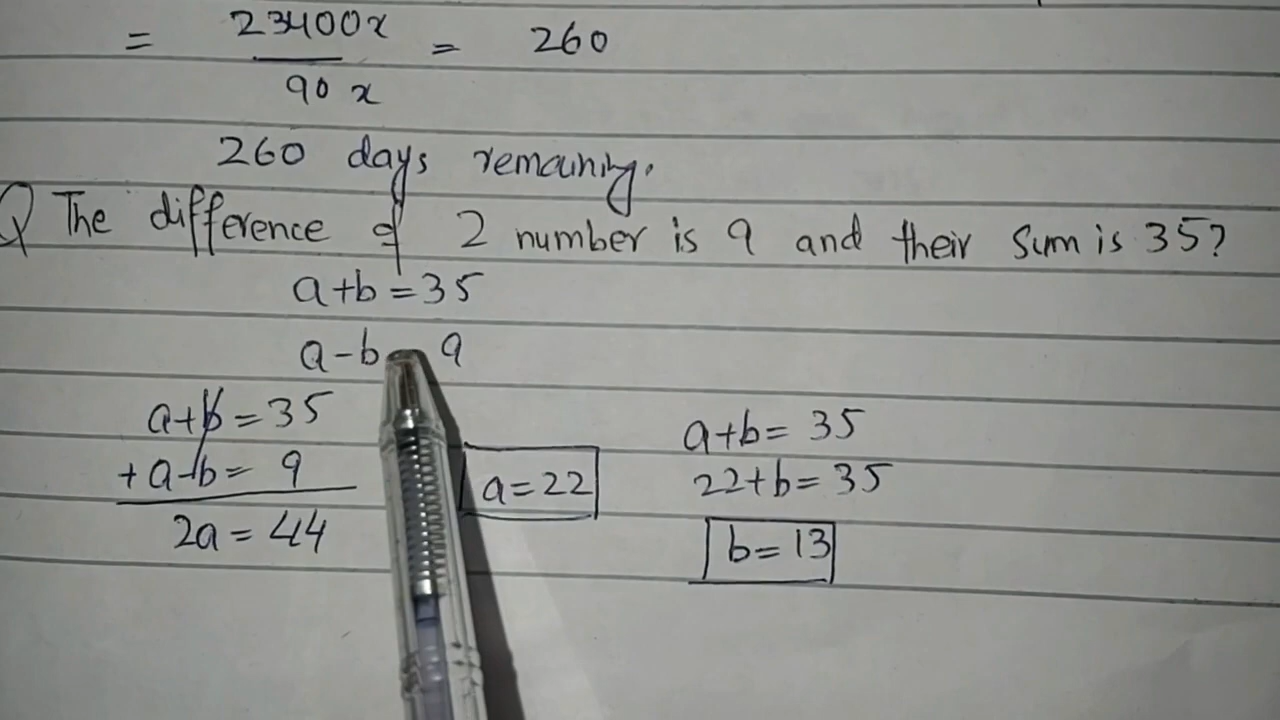 = 23400x / 90x = 260
260 days remaining.
Q The difference of 2 number is 9 and their sum is 35?
a+b=35
a-b 9
a+b=35
+a-b= 9
2a=44
a=22
a+b= 35
22+b=35
b=13